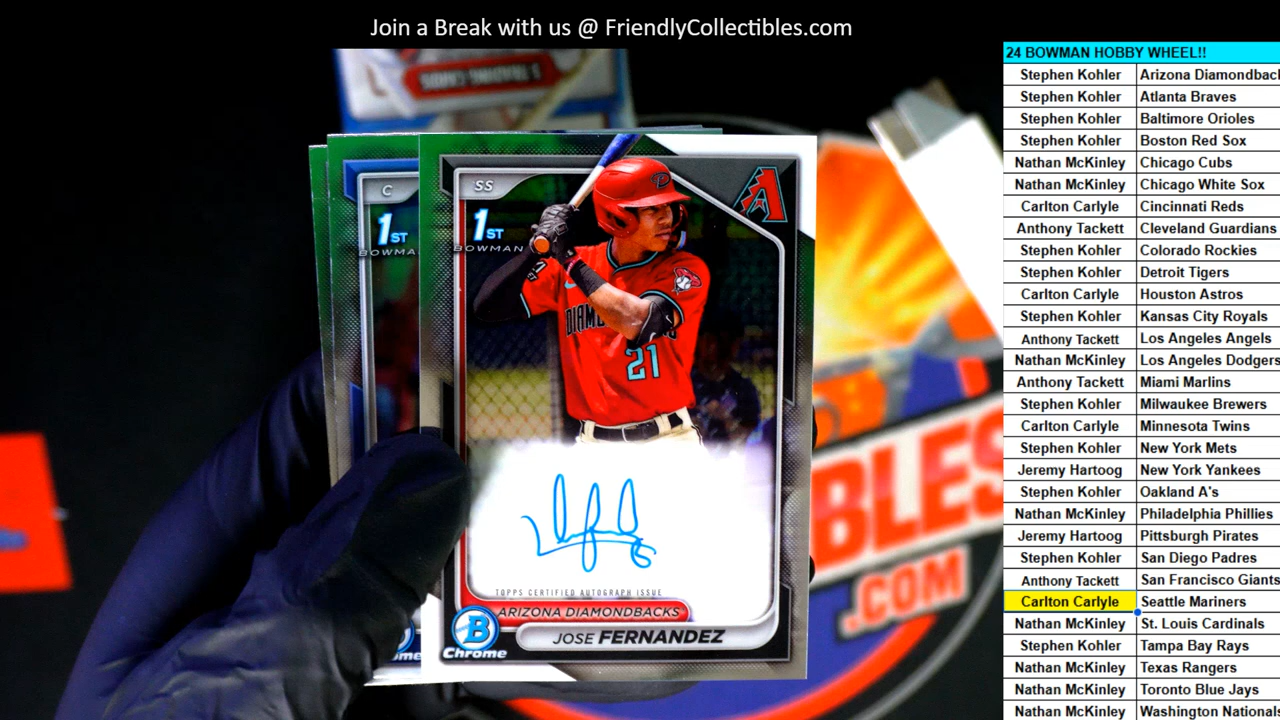 Join a Break with us @ FriendlyCollectibles.com
1 TRADING CARDS
C
1ST
BOWMA
SS
1ST
BOWMAN
DIAM
21
TOPPS CERTIFIED AUTOGRAPH ISSUE
ARIZONA DIAMONDBACKS
JOSE FERNANDEZ
B
Chrome
ome
BLES
.COM
24 BOWMAN HOBBY WHEEL!!
Stephen Kohler Arizona Diamondbac
Stephen Kohler Atlanta Braves
Stephen Kohler Baltimore Orioles
Stephen Kohler Boston Red Sox
Nathan McKinley Chicago Cubs
Nathan McKinley Chicago White Sox
Carlton Carlyle Cincinnati Reds
Anthony Tackett Cleveland Guardians
Stephen Kohler Colorado Rockies
Stephen Kohler Detroit Tigers
Carlton Carlyle Houston Astros
Stephen Kohler Kansas City Royals
Anthony Tackett Los Angeles Angels
Nathan McKinley Los Angeles Dodgers
Anthony Tackett Miami Marlins
Stephen Kohler Milwaukee Brewers
Carlton Carlyle Minnesota Twins
Stephen Kohler New York Mets
Jeremy Hartoog New York Yankees
Stephen Kohler Oakland A's
Nathan McKinley Philadelphia Phillies
Jeremy Hartoog Pittsburgh Pirates
Stephen Kohler San Diego Padres
Anthony Tackett San Francisco Giants
Carlton Carlyle Seattle Mariners
Nathan McKinley St. Louis Cardinals
Stephen Kohler Tampa Bay Rays
Nathan McKinley Texas Rangers
Nathan McKinley Toronto Blue Jays
Nathan McKinley Washington Nationals